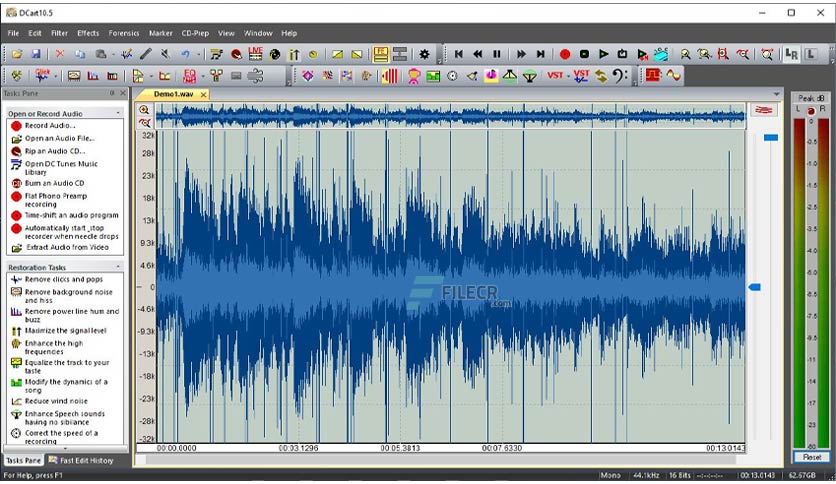 DCart10.5
File Edit Filter Effects Forensics Marker CD-Prep View Window Help
LIVE
EQ
VST VST
L R
Tasks Pane
Demo1.wav
Peak dB
L R
Open or Record Audio
Record Audio...
Open an Audio File...
Rip an Audio CD...
Open DC Tunes Music
Library
Burn an Audio CD
Flat Phono Preamp
recording
Time-shift an audio program
Automatically start_stop
recorder when needle drops
Extract Audio from Video
Restoration Tasks
Remove clicks and pops
Remove background noise
and hiss
Remove power line hum and
buzz
Maximize the signal level
Enhance the high
frequencies
Equalize the track to your
taste
Modify the dynamics of a
song
Reduce wind noise
Enhance Speech sounds
having no sibilance
Correct the speed of a
recording
32k
28k
23k
18k
13k
9.3k
4.6k
0
-4.6k
-9.3k
-13k
-18k
-23k
-28k
-32k
FILECR
.com
00:00.0000 00:03.1296 00:05.3813 00:07.6330 00:13.0143
Reset
Tasks Pane Fast Edit History
For Help, press F1
Mono 44.1kHz 16 Bits --:--:-- 00:13.0143 62.67GB